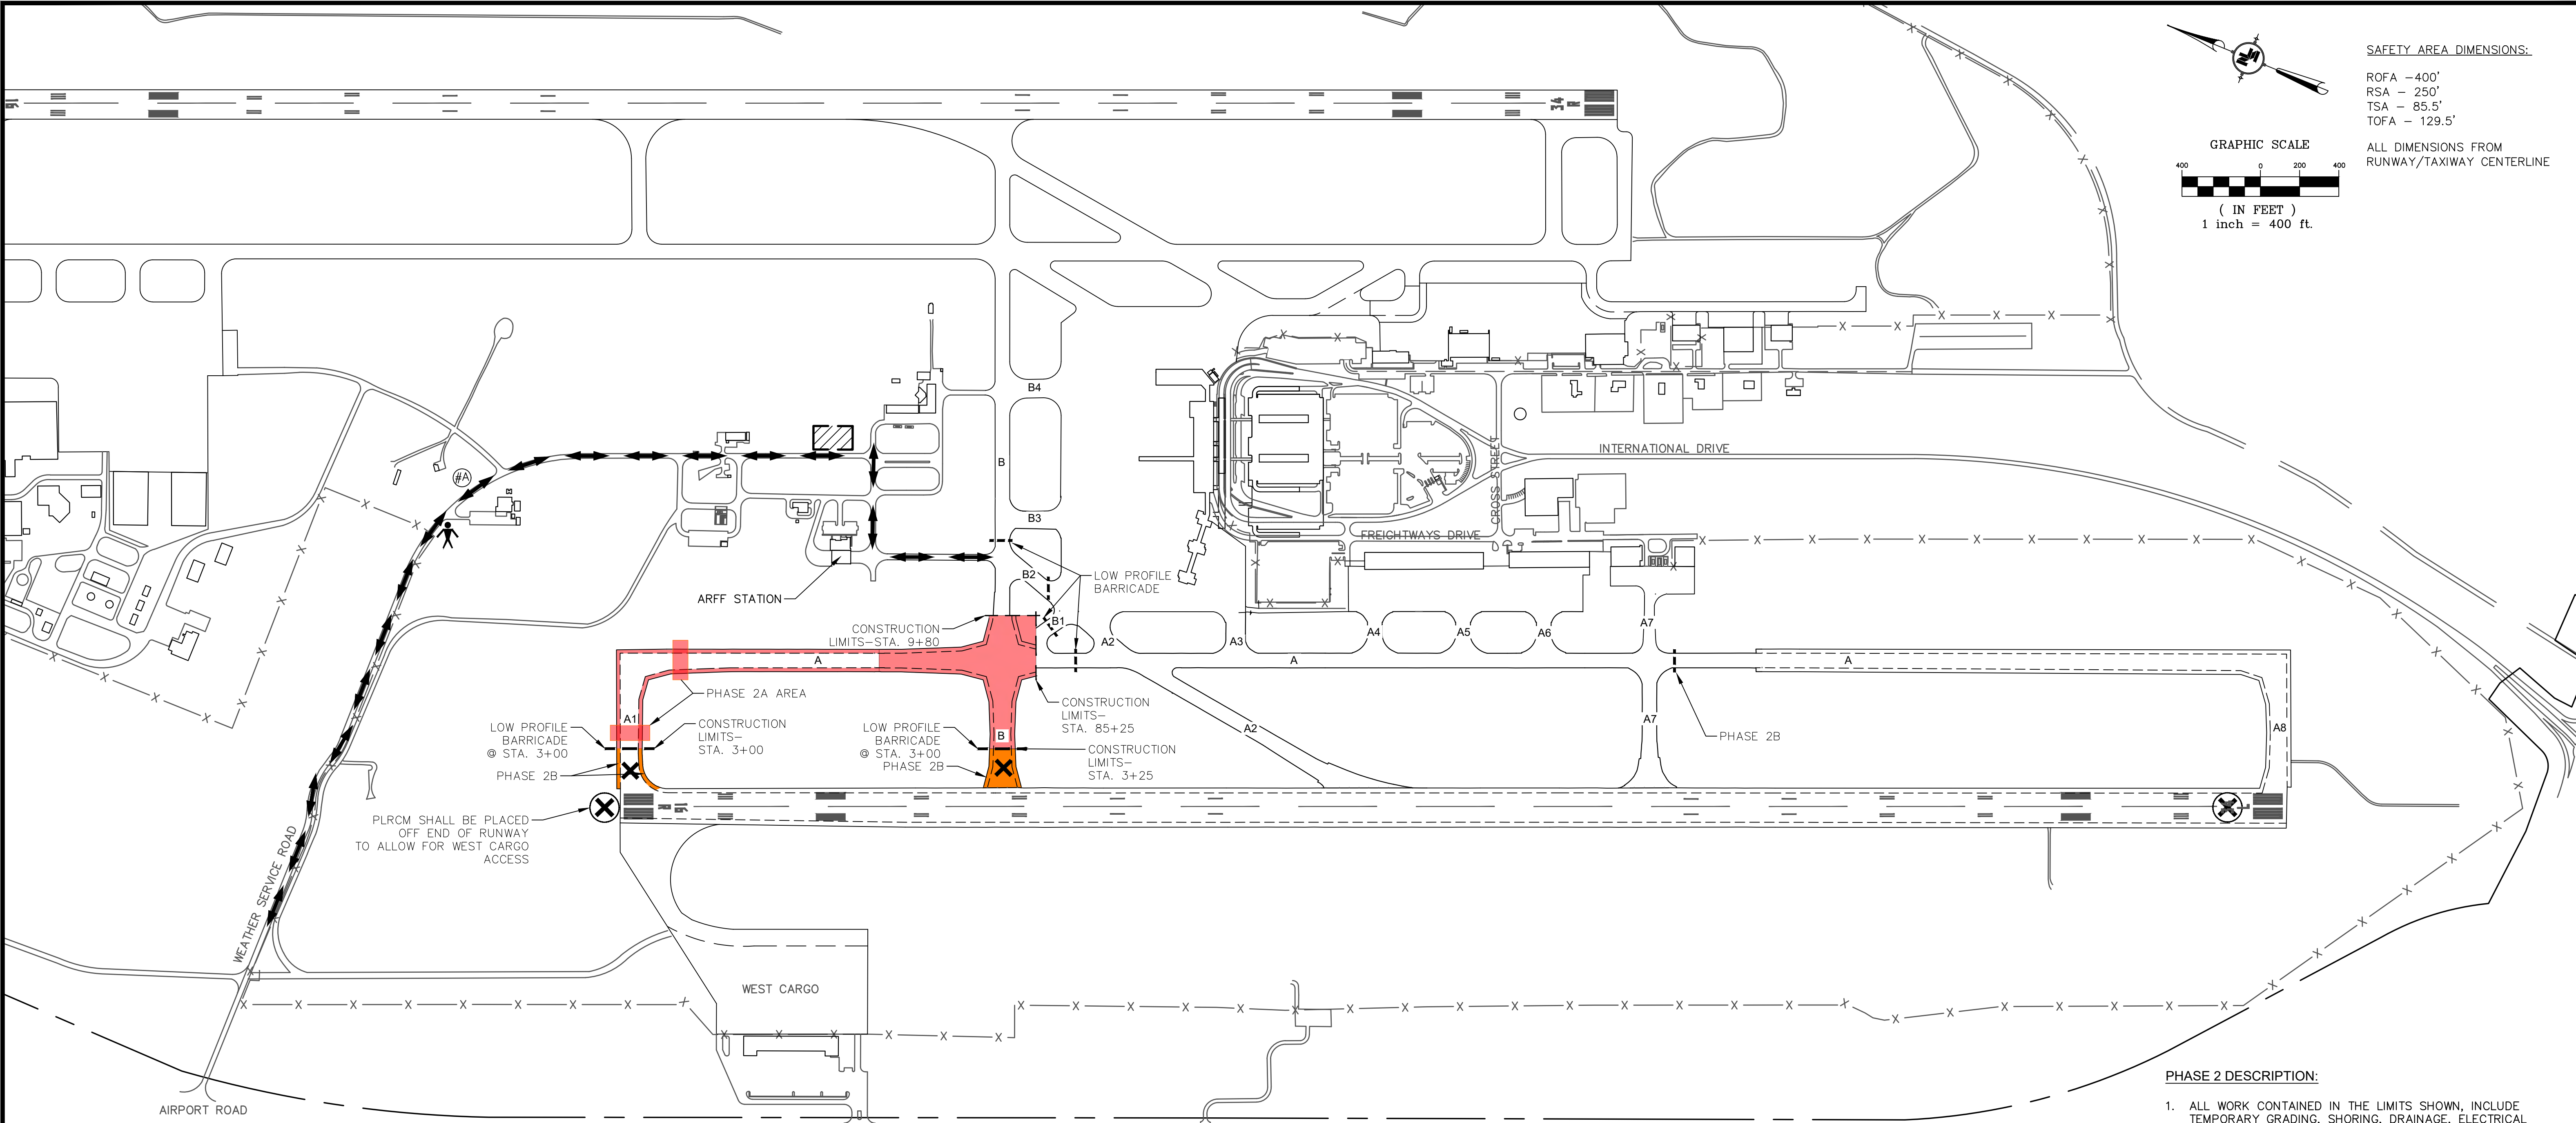 SAFETY AREA DIMENSIONS:
ROFA -400'
RSA - 250'
TSA - 85.5'
TOFA - 129.5'
ALL DIMENSIONS FROM
RUNWAY/TAXIWAY CENTERLINE
GRAPHIC SCALE
400 0 200 400
( IN FEET )
1 inch = 400 ft.
34
R
B4
B
B3
B2
B1
#A
INTERNATIONAL DRIVE
CROSS STREET
FREIGHTWAYS DRIVE
LOW PROFILE
BARRICADE
ARFF STATION
CONSTRUCTION
LIMITS-STA. 9+80
A
A2
A3
A4
A5
A6
A7
A
A
PHASE 2A AREA
A1
LOW PROFILE
BARRICADE
@ STA. 3+00
PHASE 2B
CONSTRUCTION
LIMITS-
STA. 3+00
LOW PROFILE
BARRICADE
@ STA. 3+00
PHASE 2B
B
CONSTRUCTION
LIMITS-
STA. 85+25
CONSTRUCTION
LIMITS-
STA. 3+25
A2
A7
PHASE 2B
A8
PLRCM SHALL BE PLACED
OFF END OF RUNWAY
TO ALLOW FOR WEST CARGO
ACCESS
WEATHER SERVICE ROAD
WEST CARGO
AIRPORT ROAD
PHASE 2 DESCRIPTION:
1. ALL WORK CONTAINED IN THE LIMITS SHOWN, INCLUDE
TEMPORARY GRADING, SHORING, DRAINAGE, ELECTRICAL